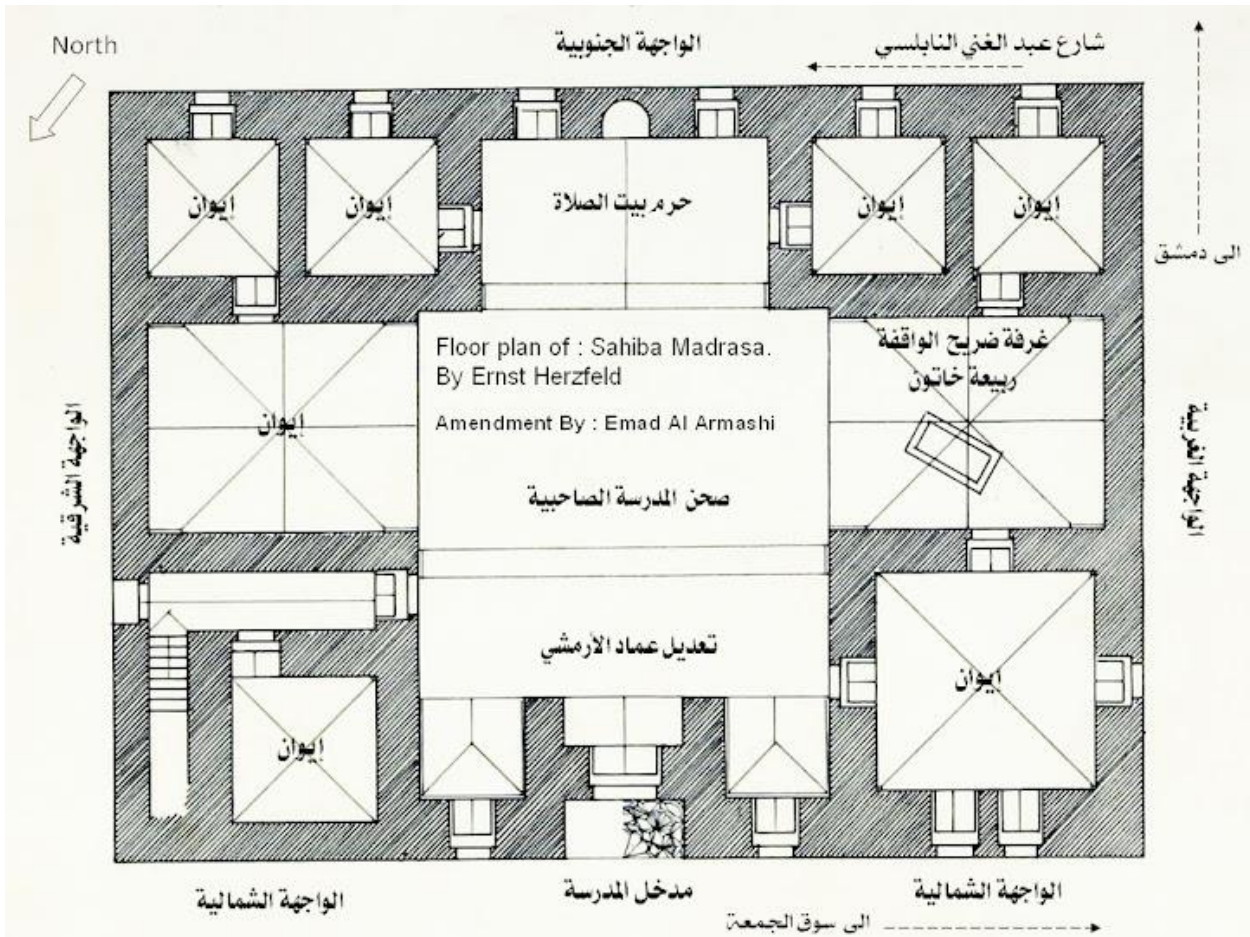 North
الواجهة الجنوبية
شارع عبد الغني النابلسي
إيوان
إيوان
حرم بيت الصلاة
إيوان
إيوان
الى دمشق
Floor plan of : Sahiba Madrasa.
By Ernst Herzfeld
Amendment By : Emad Al Armashi
غرفة ضريح الواقفة
ربيعة خاتون
إيوان
الواجهة الشرقية
الواجهة الغربية
صحن المدرسة الصاحبية
تعديل عماد الأرمشي
إيوان
إيوان
الواجهة الشمالية
مدخل المدرسة
الواجهة الشمالية
الى سوق الجمعة